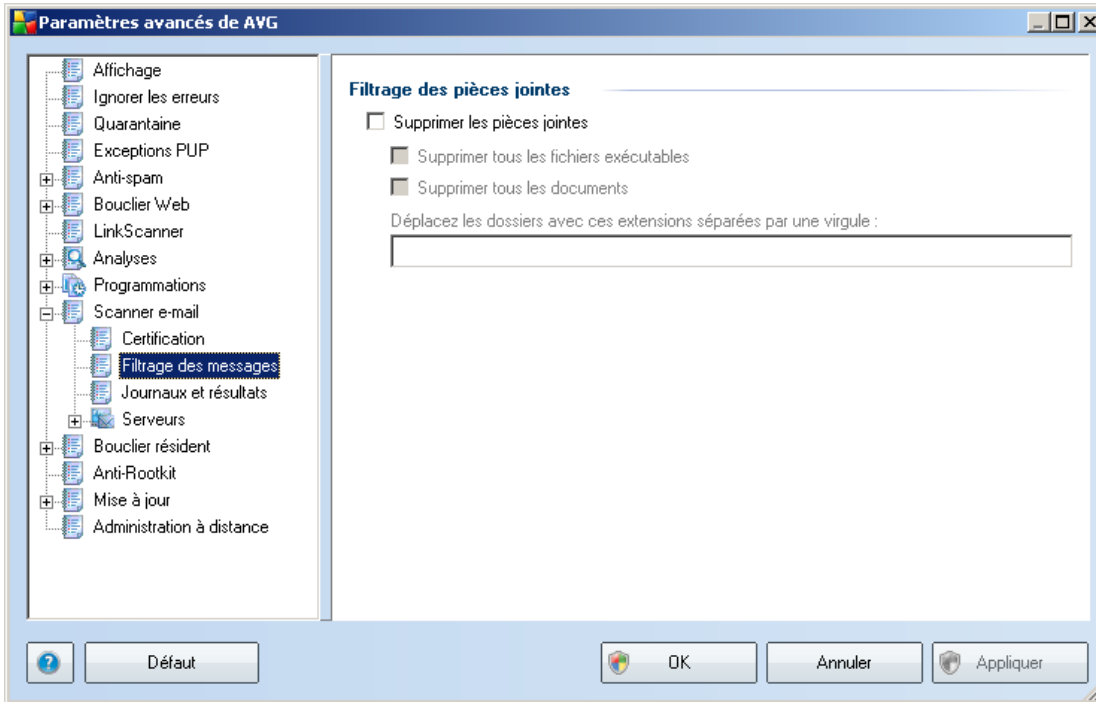 Paramètres avancés de AVG
Affichage
Ignorer les erreurs
Quarantaine
Exceptions PUP
Anti-spam
Bouclier Web
LinkScanner
Analyses
Programmations
Scanner e-mail
Certification
Filtrage des messages
Journaux et résultats
Serveurs
Bouclier résident
Anti-Rootkit
Mise à jour
Administration à distance
Filtrage des pièces jointes
Supprimer les pièces jointes
Supprimer tous les fichiers exécutables
Supprimer tous les documents
Déplacez les dossiers avec ces extensions séparées par une virgule :
Défaut
OK
Annuler
Appliquer